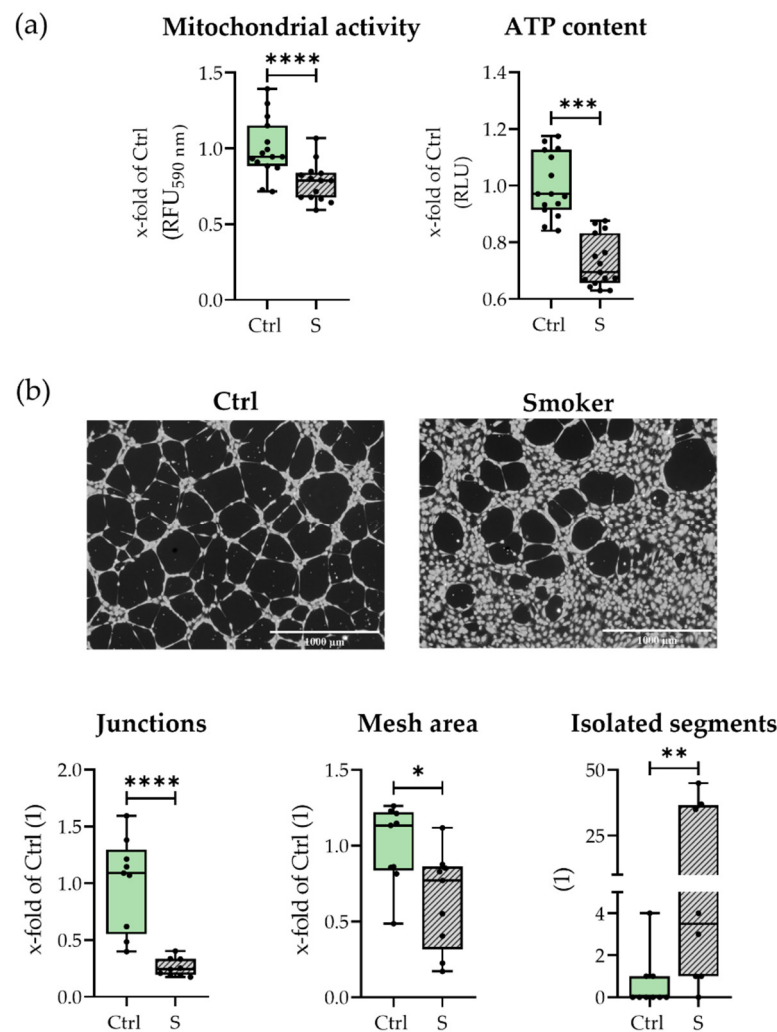 (a)
Mitochondrial activity
ATP content
****
***
x-fold of Ctrl
(RFU590 nm)
1.5
1.0
0.5
0.0
Ctrl
S
x-fold of Ctrl
(RLU)
1.4
1.2
1.0
0.8
0.6
Ctrl
S
(b)
Ctrl
Smoker
1000 µm
1000 µm
Junctions
Mesh area
Isolated segments
****
*
**
x-fold of Ctrl (1)
2.0
1.5
1.0
0.5
0.0
Ctrl
S
x-fold of Ctrl (1)
1.5
1.0
0.5
0.0
Ctrl
S
(1)
50
25
4
2
0
Ctrl
S